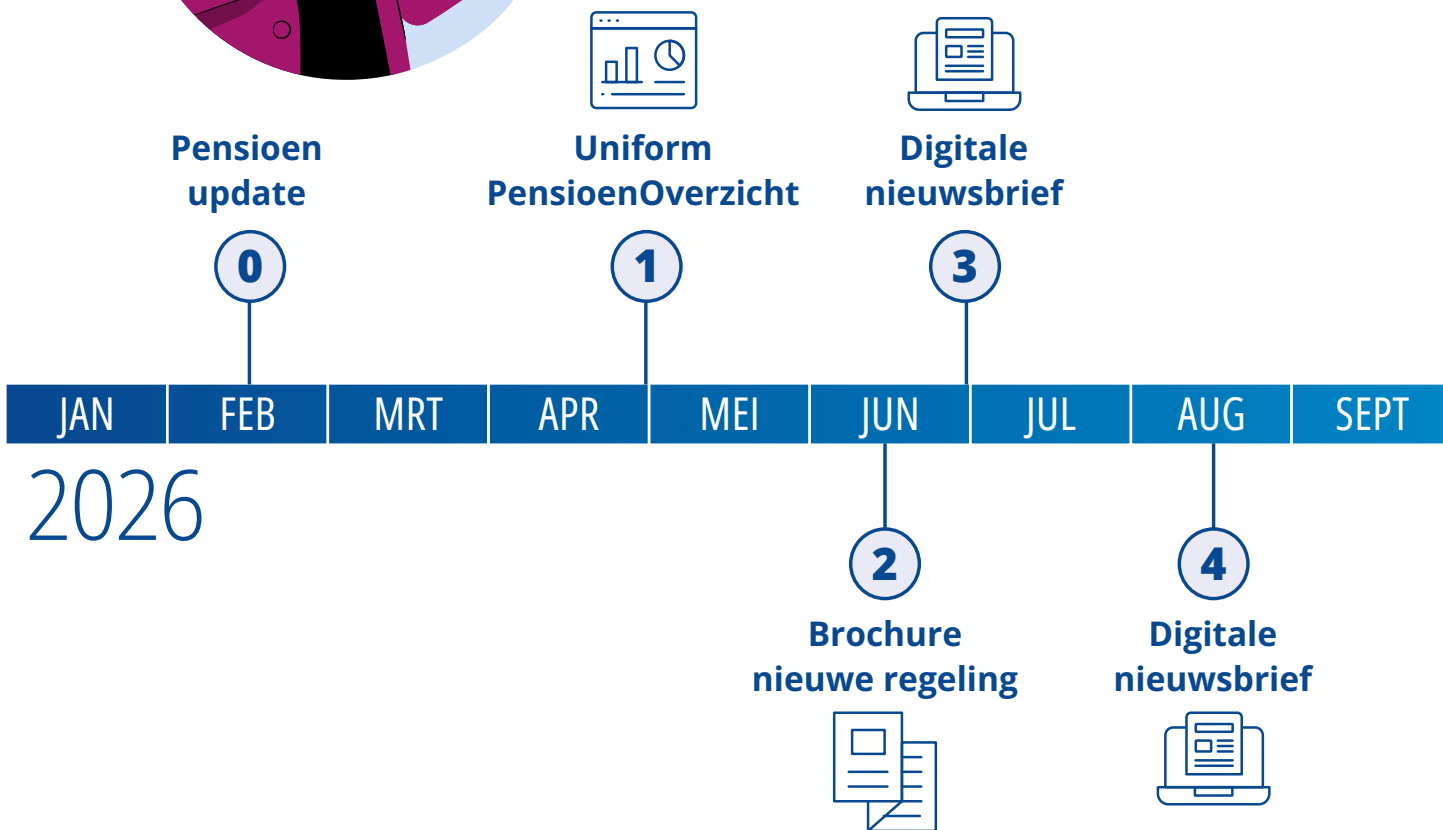 Pensioen
update
0
Uniform
PensioenOverzicht
1
Digitale
nieuwsbrief
3
JAN FEB MRT APR MEI JUN JUL AUG SEPT
2026
2
Brochure
nieuwe regeling
4
Digitale
nieuwsbrief